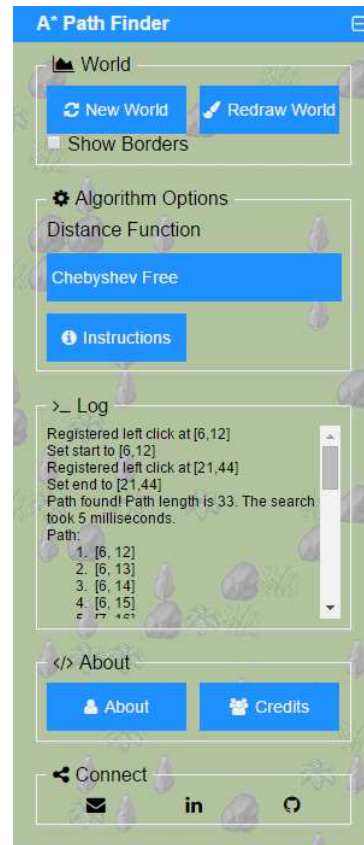 A* Path Finder
World
New World
Redraw World
Show Borders
Algorithm Options
Distance Function
Chebyshev Free
Instructions
>_ Log
Registered left click at [6,12]
Set start to [6,12]
Registered left click at [21,44]
Set end to [21,44]
Path found! Path length is 33. The search
took 5 milliseconds.
Path:
1. [6, 12]
2. [6, 13]
3. [6, 14]
4. [6, 15]
5. [7, 16]
</> About
About
Credits
Connect
in